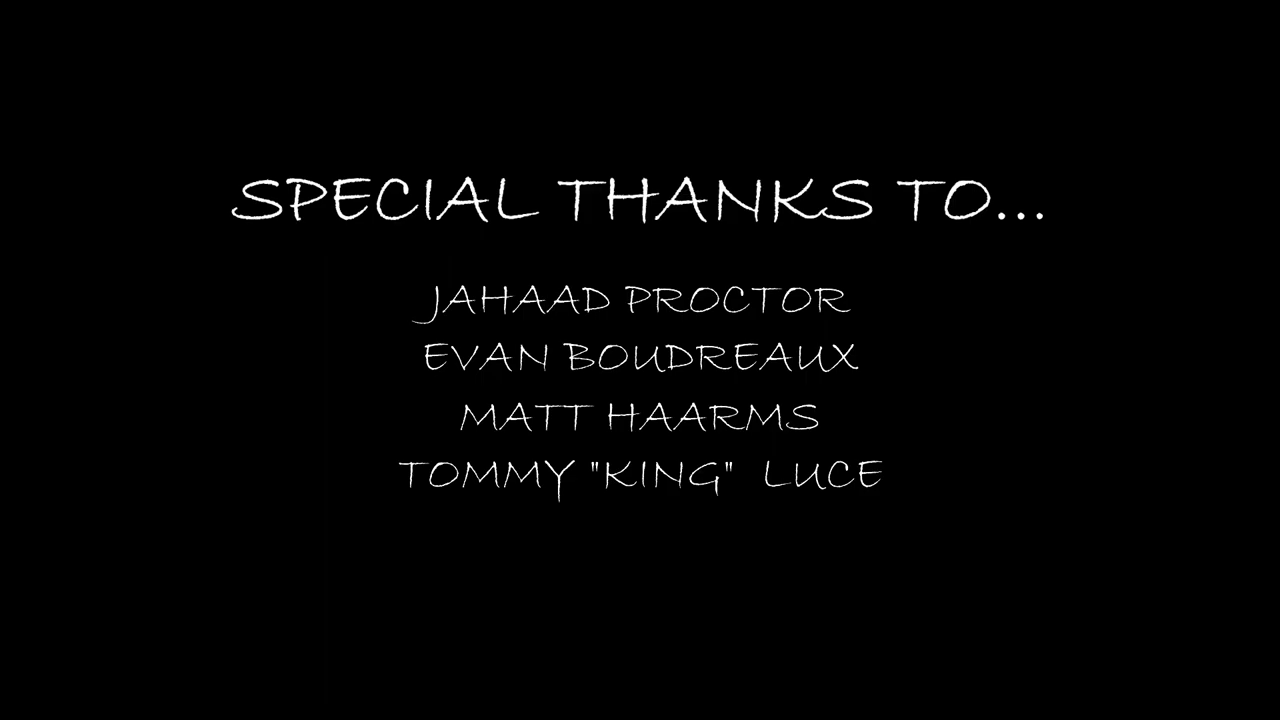 SPECIAL THANKS TO...
JAHAAD PROCTOR
EVAN BOUDREAUX
MATT HAARMS
TOMMY "KING" LUCE